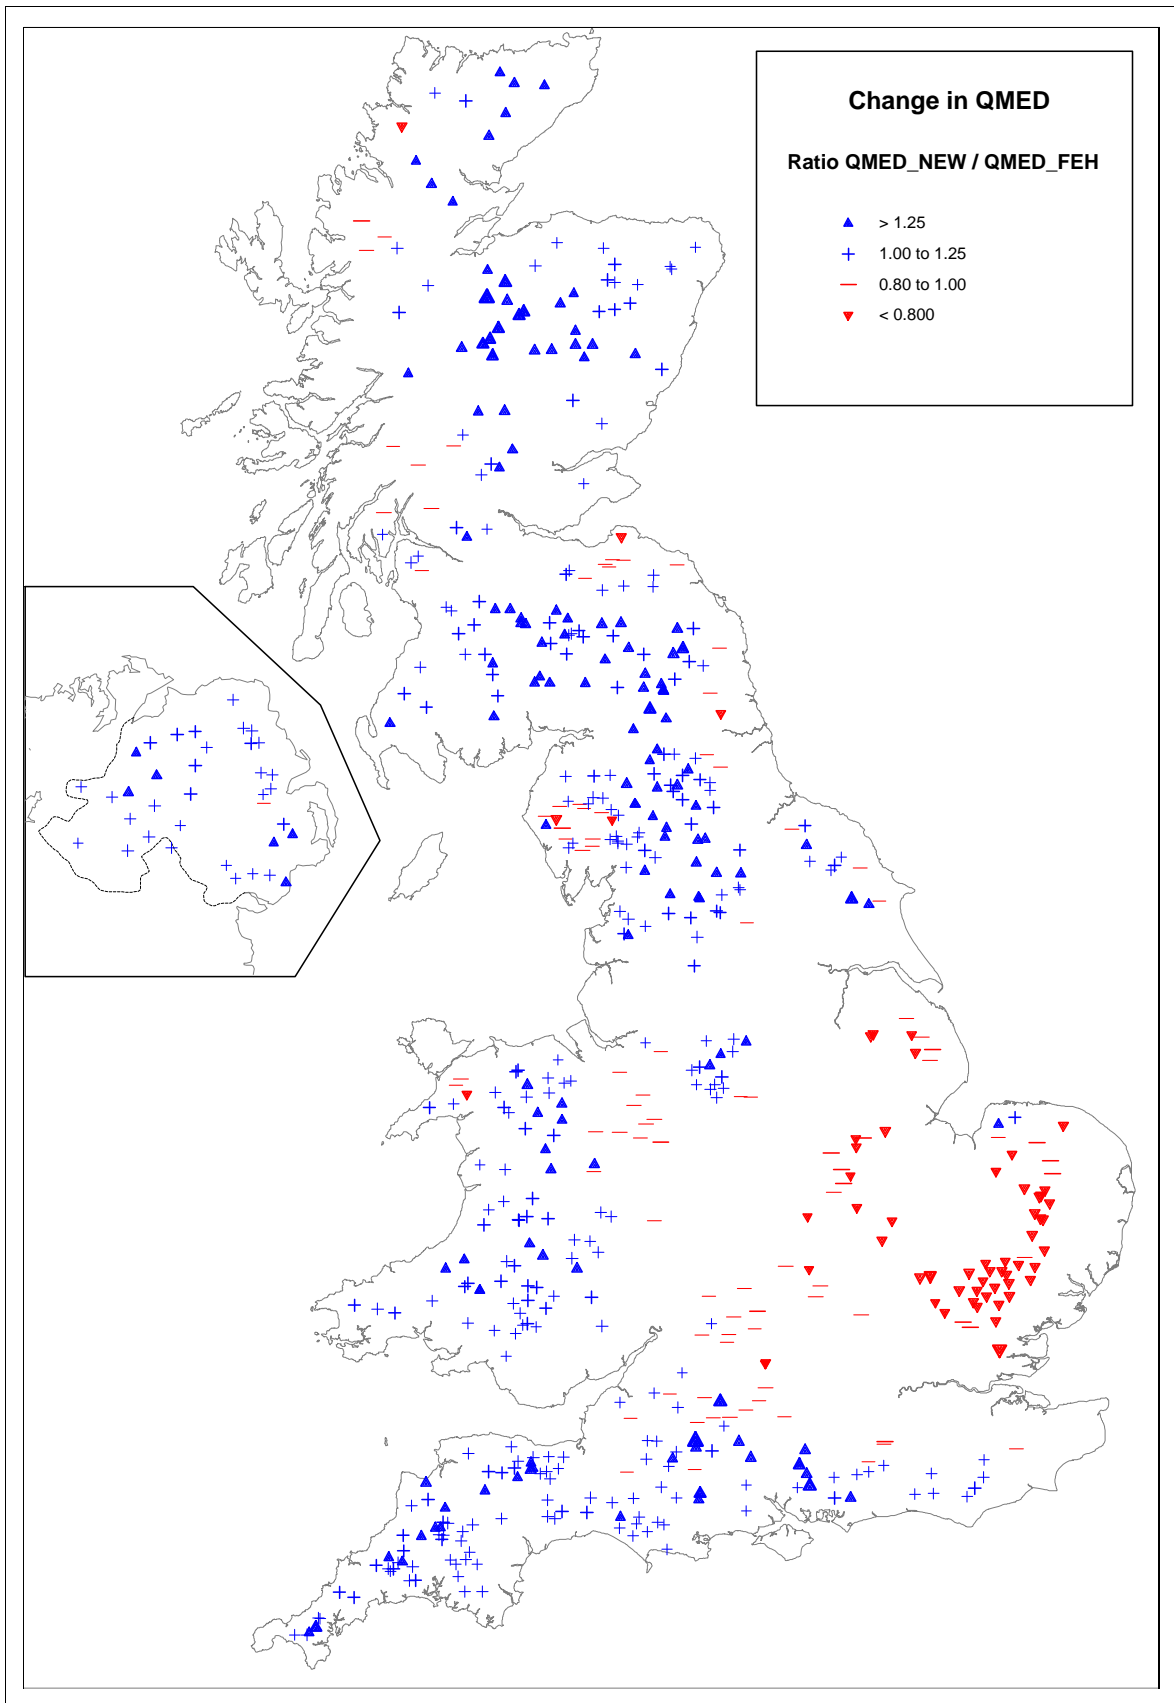 Change in QMED
Ratio QMED_NEW / QMED_FEH
> 1.25
1.00 to 1.25
0.80 to 1.00
< 0.800